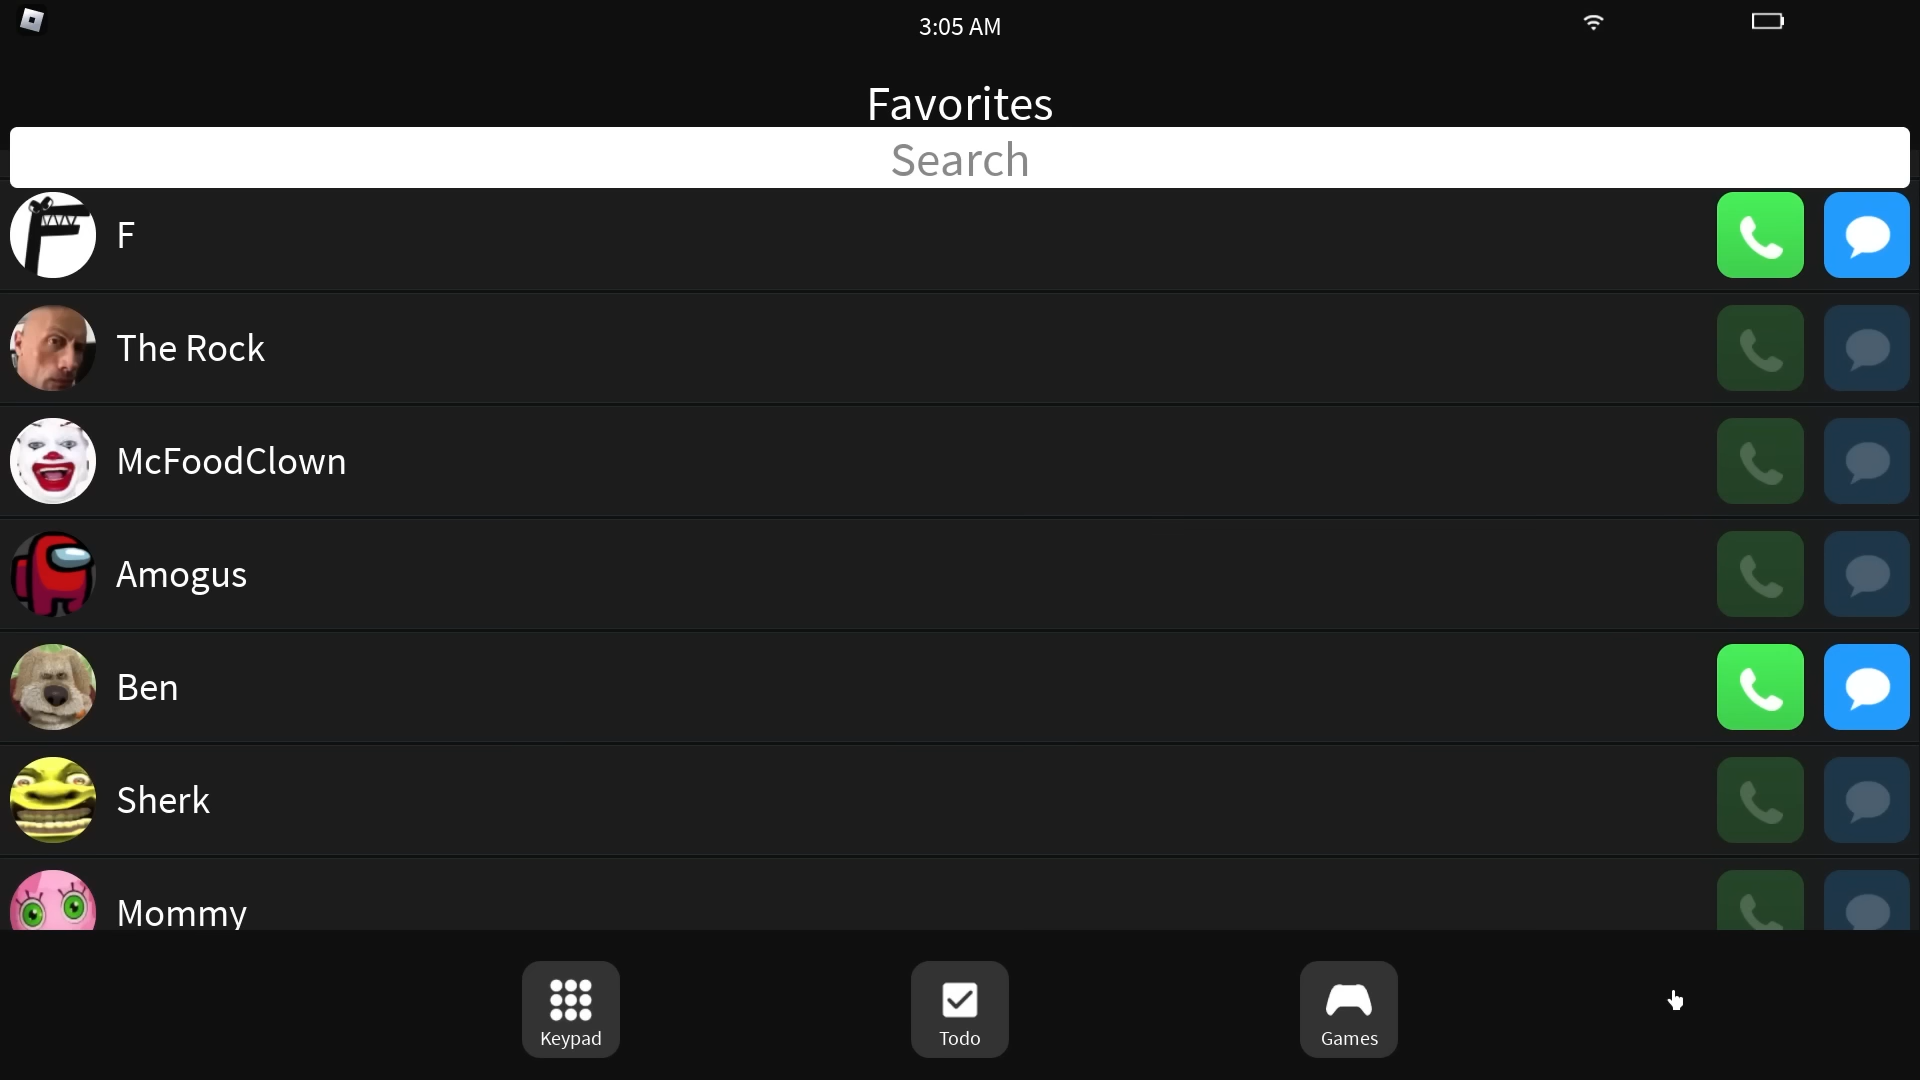 3:05 AM
Favorites
Search
F
The Rock
McFoodClown
Amogus
Ben
Sherk
Mommy
Keypad
Todo
Games